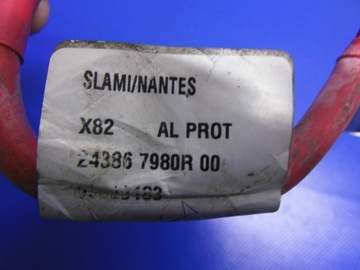 SLAMI/NANTES
X82 AL PROT
24386 7980R 00